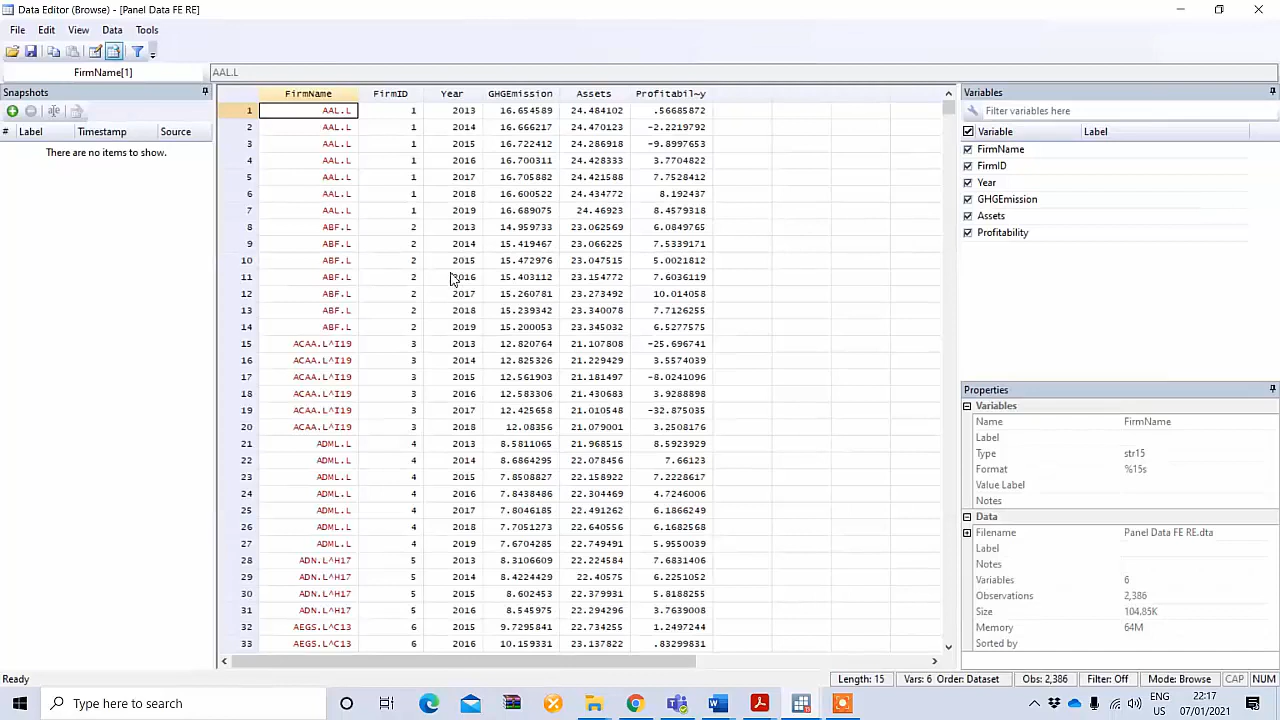 Data Editor (Browse) - [Panel Data FE RE]
File Edit View Data Tools
FirmName[1] AAL.L
Snapshots
# Label Timestamp Source
There are no items to show.
FirmName FirmID Year GHGEmission Assets Profitabil~y
1 AAL.L 1 2013 16.654589 24.484102 .56685872
2 AAL.L 1 2014 16.666217 24.470123 -2.2219792
3 AAL.L 1 2015 16.722412 24.286918 -9.8997653
4 AAL.L 1 2016 16.700311 24.428333 3.7704822
5 AAL.L 1 2017 16.705882 24.421588 7.7528412
6 AAL.L 1 2018 16.600522 24.434772 8.192437
7 AAL.L 1 2019 16.689075 24.46923 8.4579318
8 ABF.L 2 2013 14.959733 23.062569 6.0849765
9 ABF.L 2 2014 15.419467 23.066225 7.5339171
10 ABF.L 2 2015 15.472976 23.047515 5.0021812
11 ABF.L 2 2016 15.403112 23.154772 7.6036119
12 ABF.L 2 2017 15.260781 23.273492 10.014058
13 ABF.L 2 2018 15.239342 23.340078 7.7126255
14 ABF.L 2 2019 15.200053 23.345032 6.5277575
15 ACAA.L^I19 3 2013 12.820764 21.107808 -25.696741
16 ACAA.L^I19 3 2014 12.825326 21.229429 3.5574039
17 ACAA.L^I19 3 2015 12.561903 21.181497 -8.0241096
18 ACAA.L^I19 3 2016 12.583306 21.430683 3.9288898
19 ACAA.L^I19 3 2017 12.425658 21.010548 -32.875035
20 ACAA.L^I19 3 2018 12.08356 21.079001 3.2508176
21 ADML.L 4 2013 8.5811065 21.968515 8.5923929
22 ADML.L 4 2014 8.6864295 22.078456 7.66123
23 ADML.L 4 2015 7.8508827 22.158922 7.2228617
24 ADML.L 4 2016 7.8438486 22.304469 4.7246006
25 ADML.L 4 2017 7.8046185 22.491262 6.1866249
26 ADML.L 4 2018 7.7051273 22.640556 6.1682568
27 ADML.L 4 2019 7.6704285 22.749491 5.9550039
28 ADN.L^H17 5 2013 8.3106609 22.224584 7.6831406
29 ADN.L^H17 5 2014 8.4224429 22.40575 6.2251052
30 ADN.L^H17 5 2015 8.602453 22.379931 5.8188255
31 ADN.L^H17 5 2016 8.545975 22.294296 3.7639008
32 AEGS.L^C13 6 2015 9.7295841 22.734255 1.2497244
33 AEGS.L^C13 6 2016 10.159331 23.137822 .83299831
Variables
Filter variables here
Variable Label
FirmName
FirmID
Year
GHGEmission
Assets
Profitability
Properties
Variables
Name FirmName
Label
Type str15
Format %15s
Value Label
Notes
Data
Filename Panel Data FE RE.dta
Label
Notes
Variables 6
Observations 2,386
Size 104.85K
Memory 64M
Sorted by
Ready Length: 15 Vars: 6 Order: Dataset Obs: 2,386 Filter: Off Mode: Browse CAP NUM
Type here to search ENG US 22:17 07/01/2021